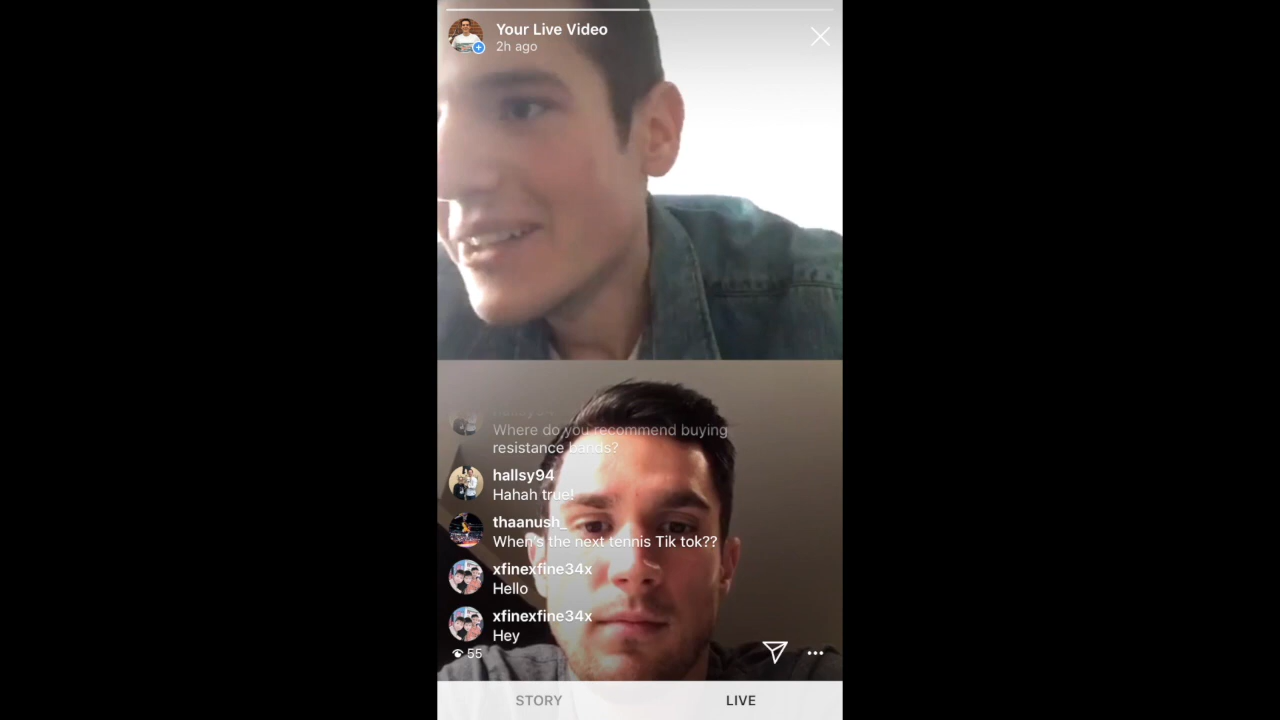 Your Live Video
2h ago
Where do you recommend buying
resistance bands?
hallsy94
Hahah true!
thaanush_
When's the next tennis Tik tok??
xfinexfine34x
Hello
xfinexfine34x
Hey
55
STORY
LIVE